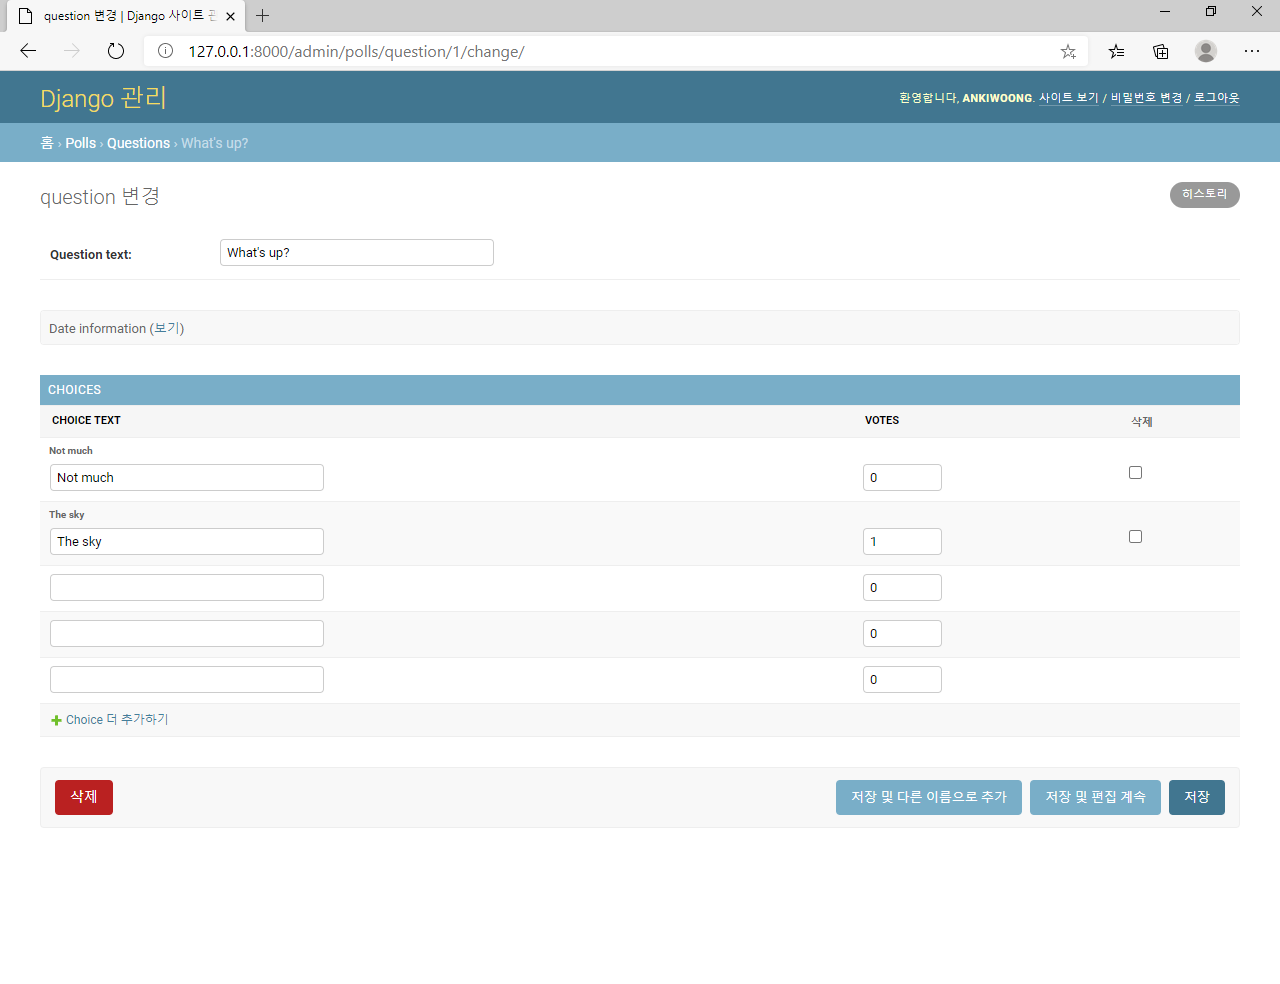 question 변경 | Django 사이트 관
127.0.0.1:8000/admin/polls/question/1/change/
Django 관리
환영합니다, ANKIWOONG. 사이트 보기 / 비밀번호 변경 / 로그아웃
홈 › Polls › Questions › What's up?
question 변경
히스토리
Question text:
What's up?
Date information (보기)
CHOICES
CHOICE TEXT VOTES 삭제
Not much
Not much 0
The sky
The sky 1
0
0
0
Choice 더 추가하기
삭제 저장 및 다른 이름으로 추가 저장 및 편집 계속 저장